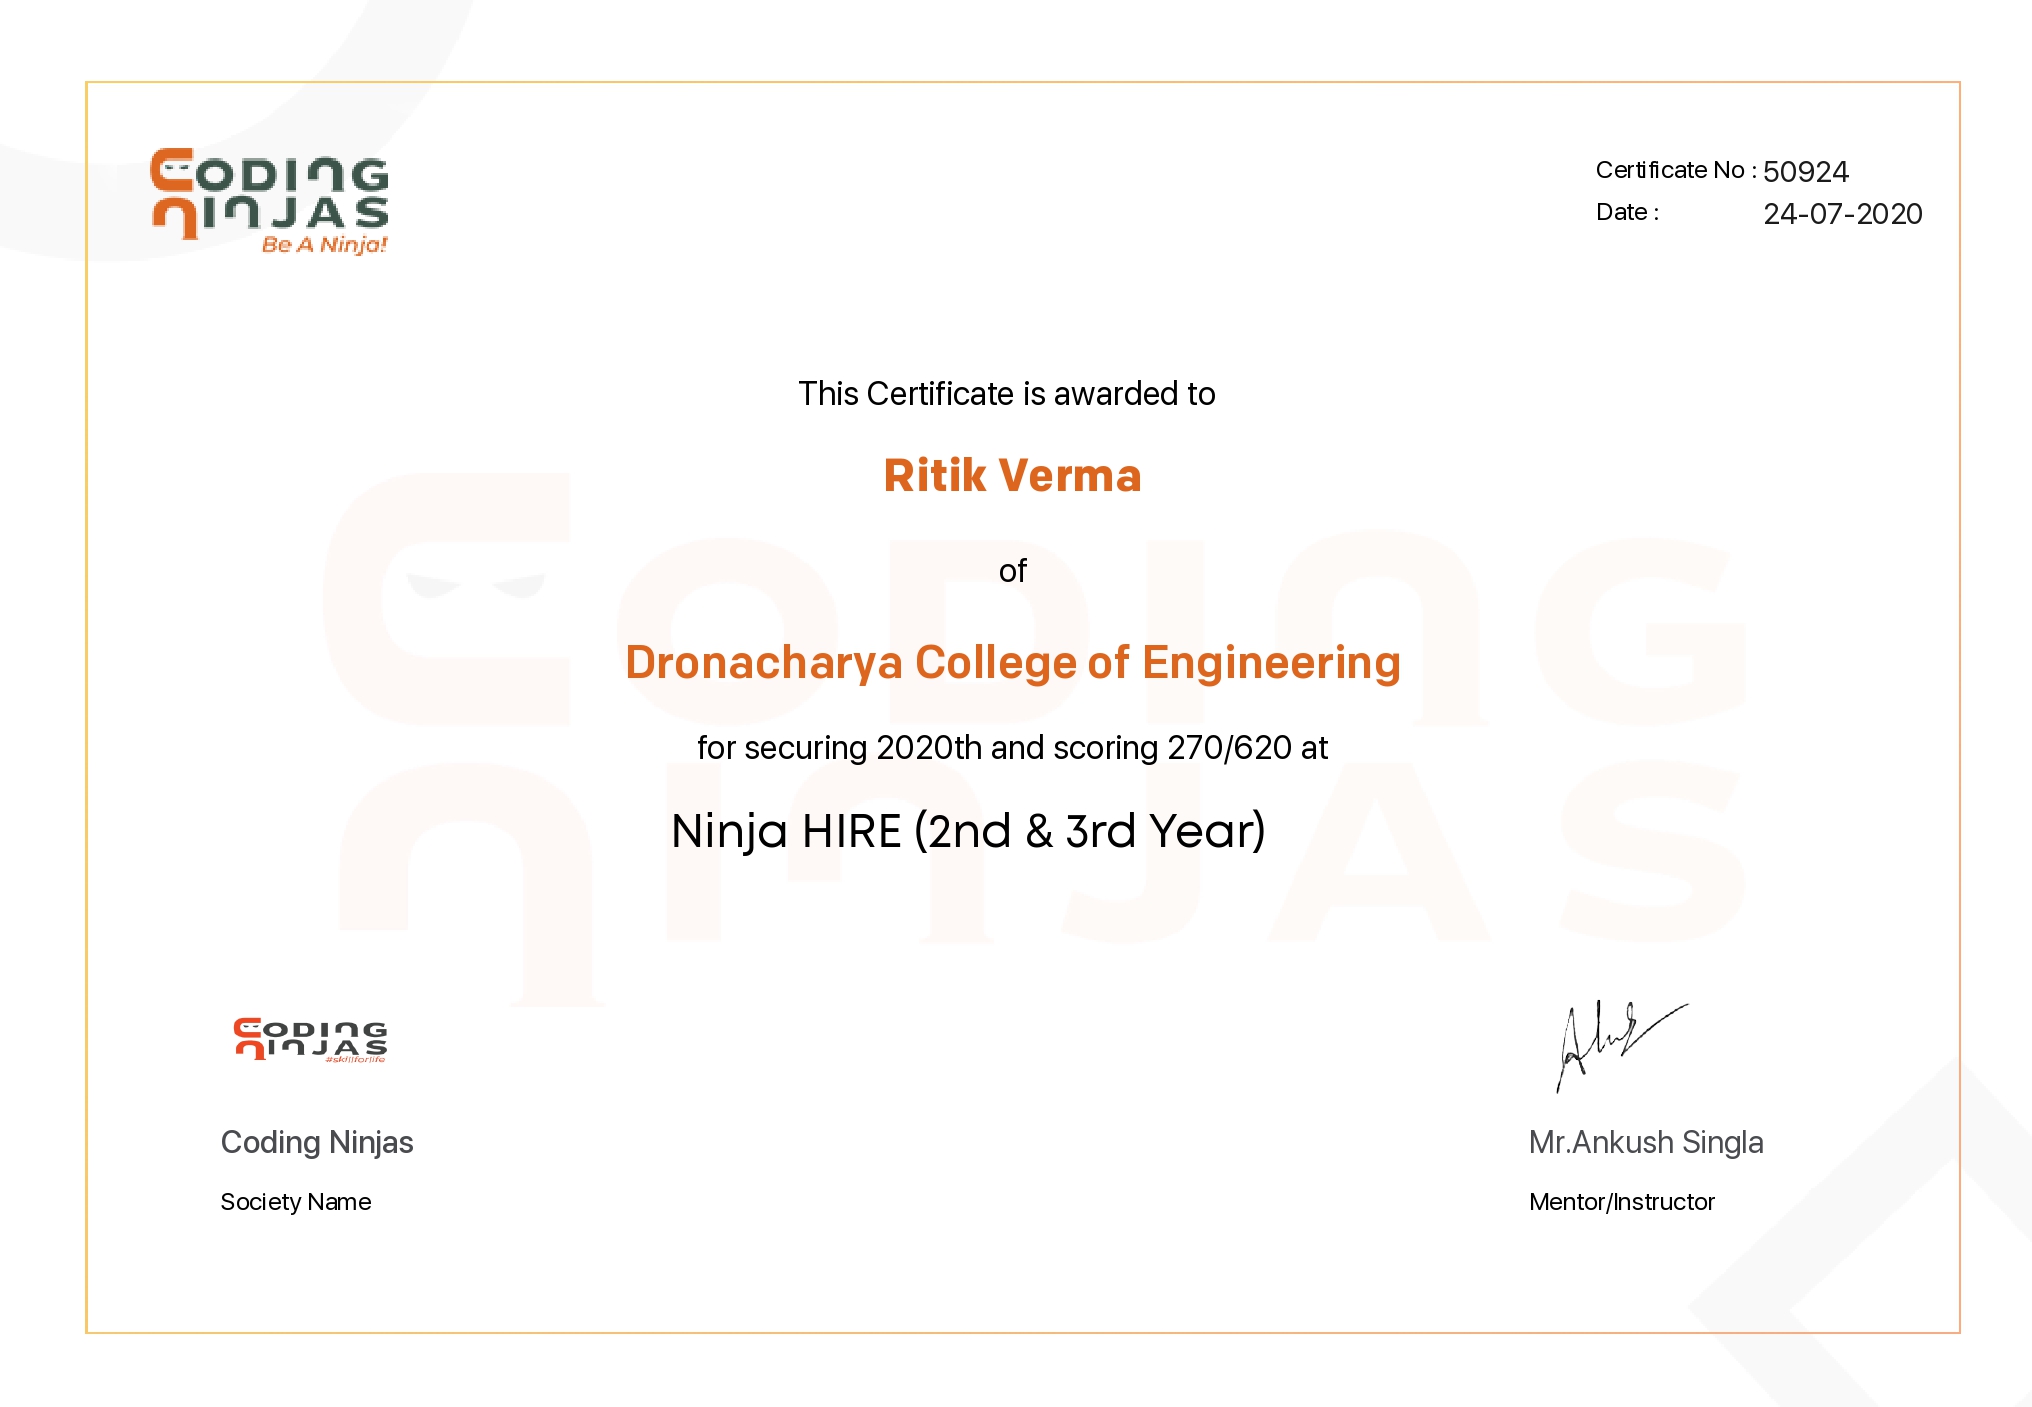 CODING
NINJAS
Be A Ninja!
Certificate No : 50924
Date : 24-07-2020
This Certificate is awarded to
Ritik Verma
of
Dronacharya College of Engineering
for securing 2020th and scoring 270/620 at
Ninja HIRE (2nd & 3rd Year)
CODING
NINJAS
CODING
NINJAS
#skillforlife
Coding Ninjas
Society Name
Mr.Ankush Singla
Mentor/Instructor